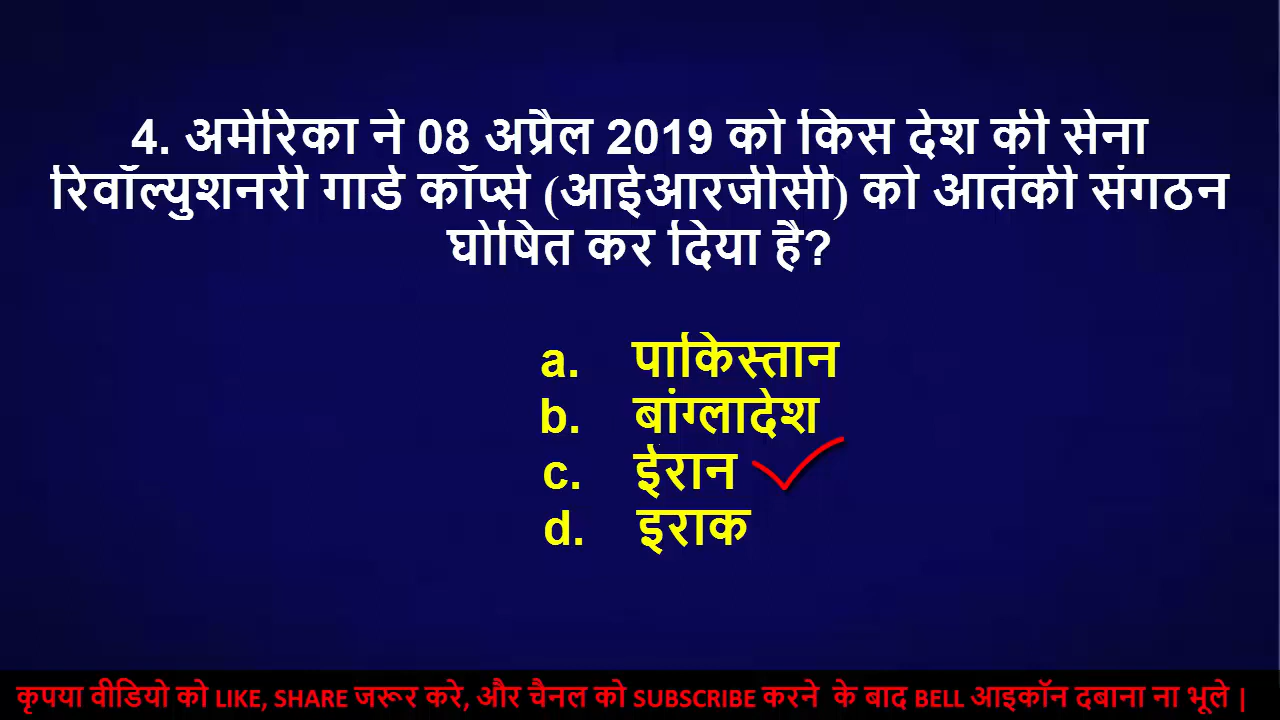 4. अमेरिका ने 08 अप्रैल 2019 को किस देश की सेना
रिवॉल्युशनरी गार्ड कॉर्प्स (आईआरजीसी) को आतंकी संगठन
घोषित कर दिया है?
a. पाकिस्तान
b. बांग्लादेश
c. ईरान
d. इराक
कृपया वीडियो को LIKE, SHARE जरूर करे, और चैनल को SUBSCRIBE करने के बाद BELL आइकॉन दबाना ना भूले |